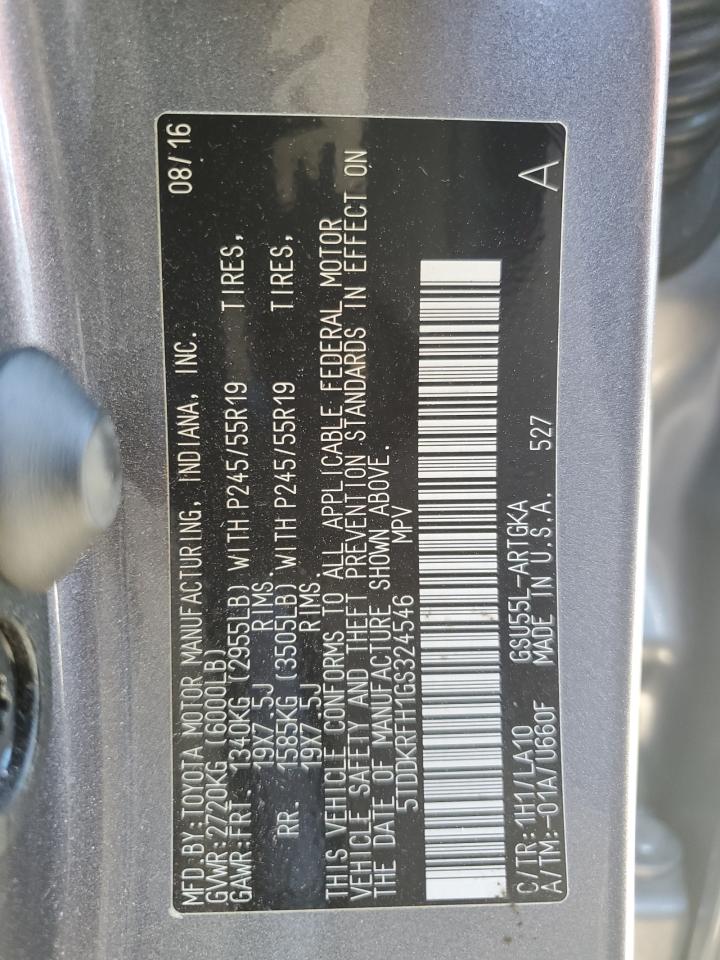 MFD BY:TOYOTA MOTOR MANUFACTURING, INDIANA, INC. 08/16
GVWR:2720KG (6000LB)
GAWR:FRT. 1340KG (2955LB) WITH P245/55R19 TIRES,
19X7.5J RIMS.
RR. 1585KG (3505LB) WITH P245/55R19 TIRES,
19X7.5J RIMS.
THIS VEHICLE CONFORMS TO ALL APPLICABLE FEDERAL MOTOR
VEHICLE SAFETY AND THEFT PREVENTION STANDARDS IN EFFECT ON
THE DATE OF MANUFACTURE SHOWN ABOVE.
5TDDKRFH1GS324546 MPV
C/TR:1H1/LA10 GSU55L-ARTGKA
A/TM:-01A/U660F MADE IN U.S.A. 527 A